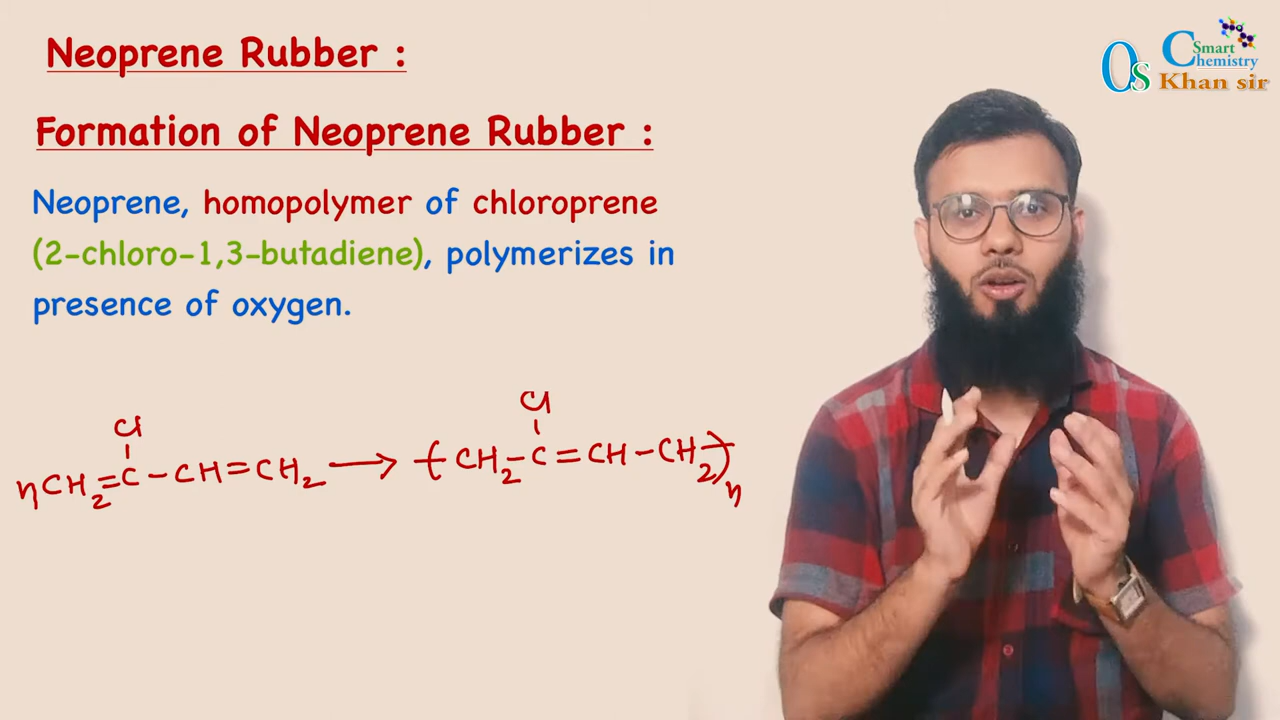 Neoprene Rubber :
Os Smart Chemistry
Khan sir
Formation of Neoprene Rubber :
Neoprene, homopolymer of chloroprene
(2-chloro-1,3-butadiene), polymerizes in
presence of oxygen.
Cl Cl
nCH₂=C-CH=CH₂ → (CH₂-C=CH-CH₂)n